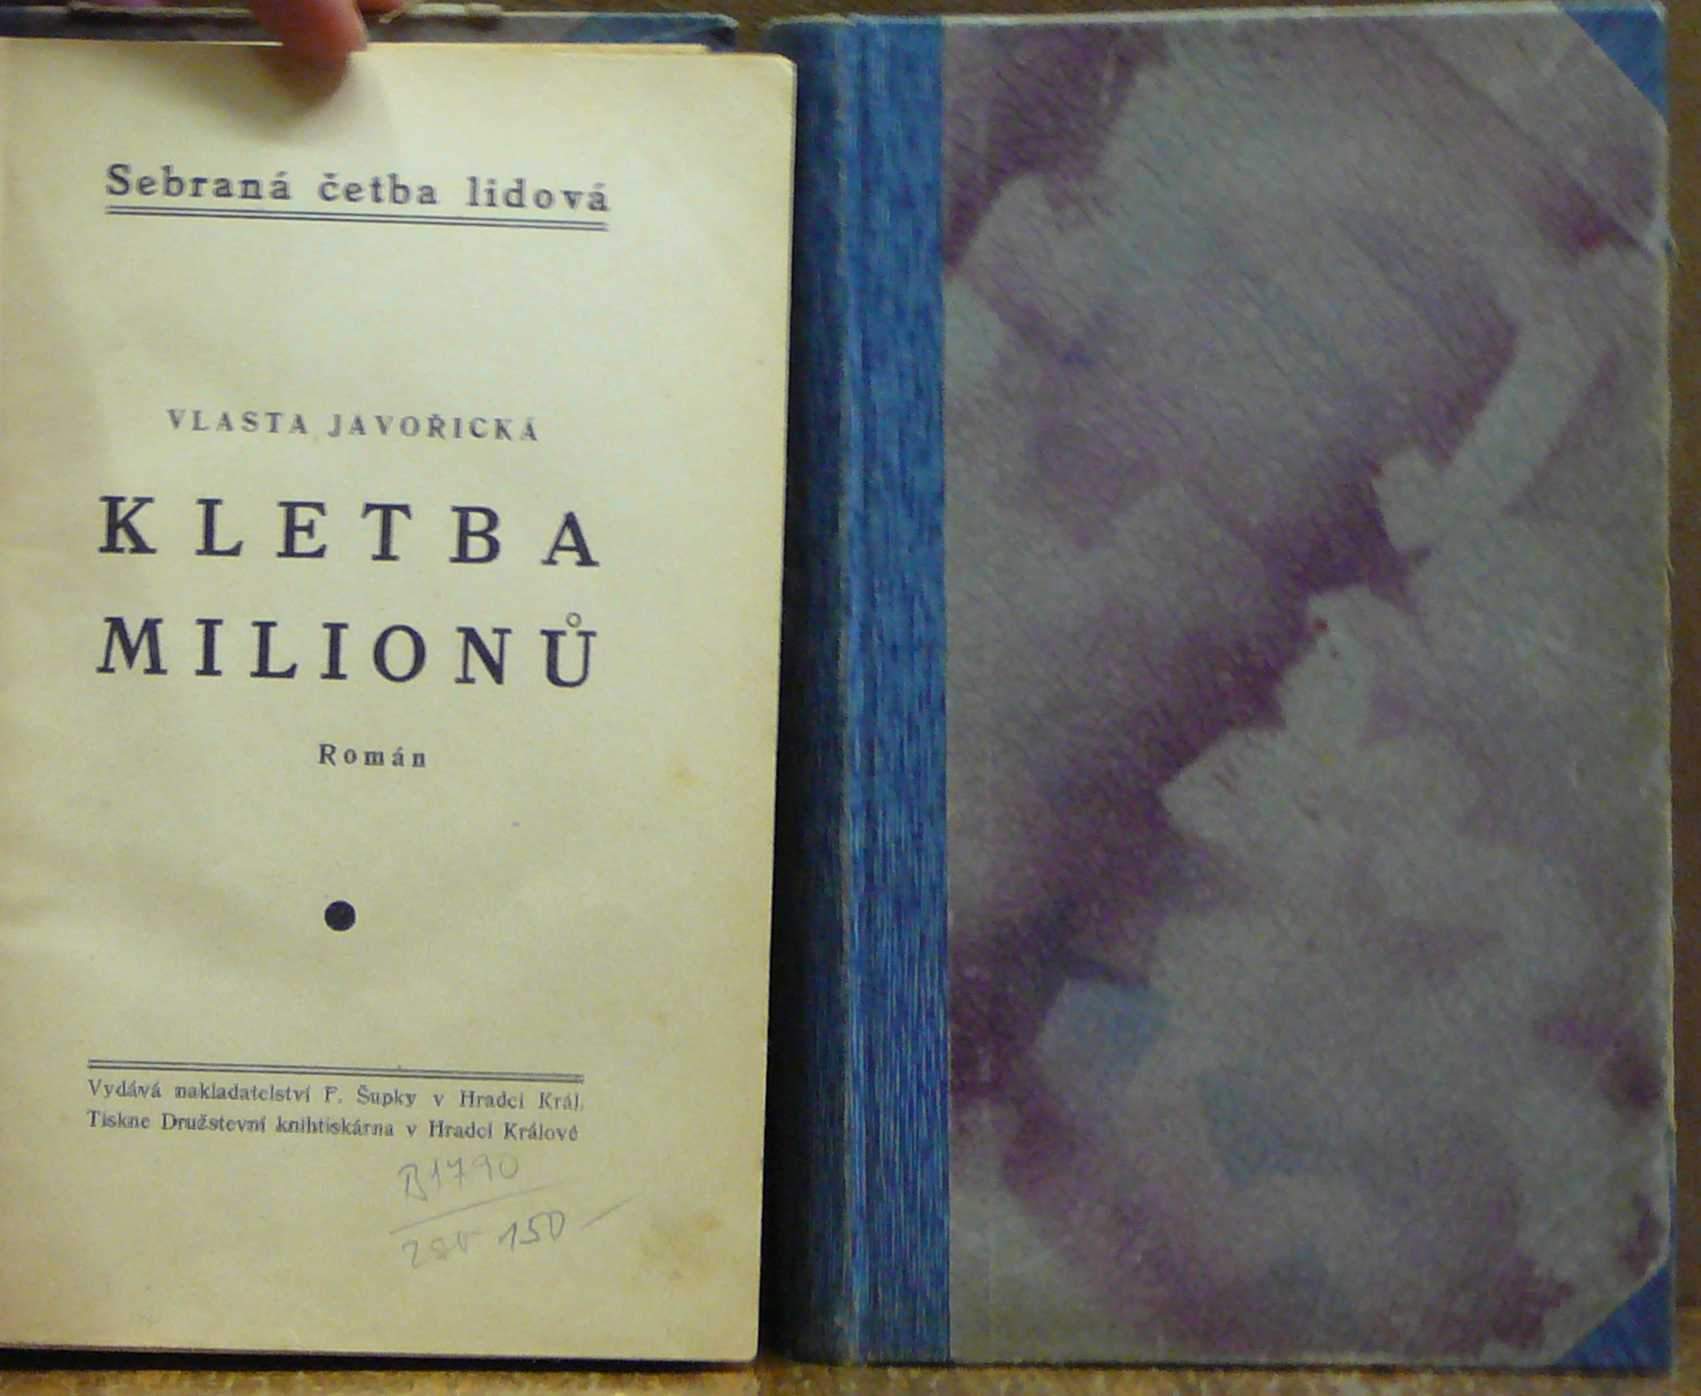 Sebraná četba lidová
VLASTA JAVOŘICKÁ
KLETBA
MILIONŮ
Román
Vydává nakladatelství F. Šupky v Hradci Král.
Tiskne Družstevní knihtiskárna v Hradci Králové
B1790
150